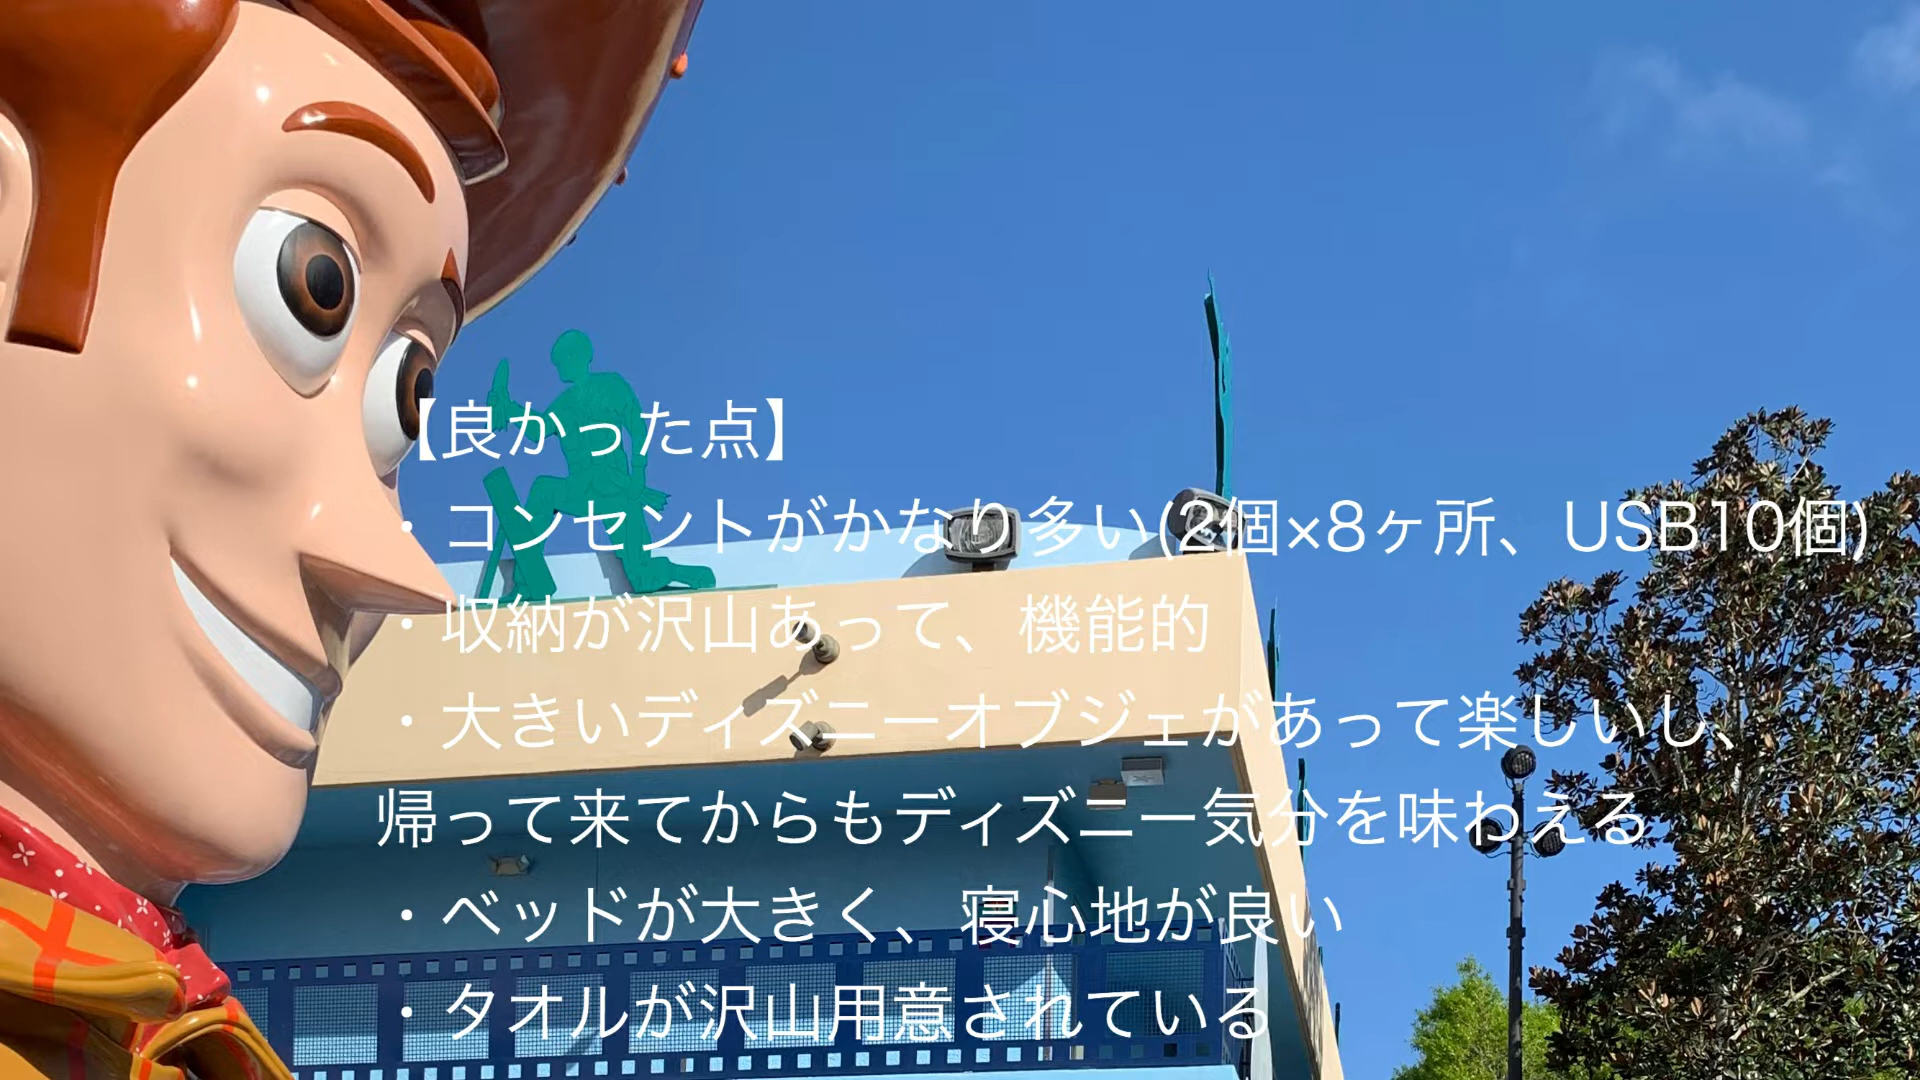 【良かった点】
・コンセントがかなり多い(2個×8ヶ所、USB10個)
・収納が沢山あって、機能的
・大きいディズニーオブジェがあって楽しいし、
帰って来てからもディズニー気分を味わえる
・ベッドが大きく、寝心地が良い
・タオルが沢山用意されている